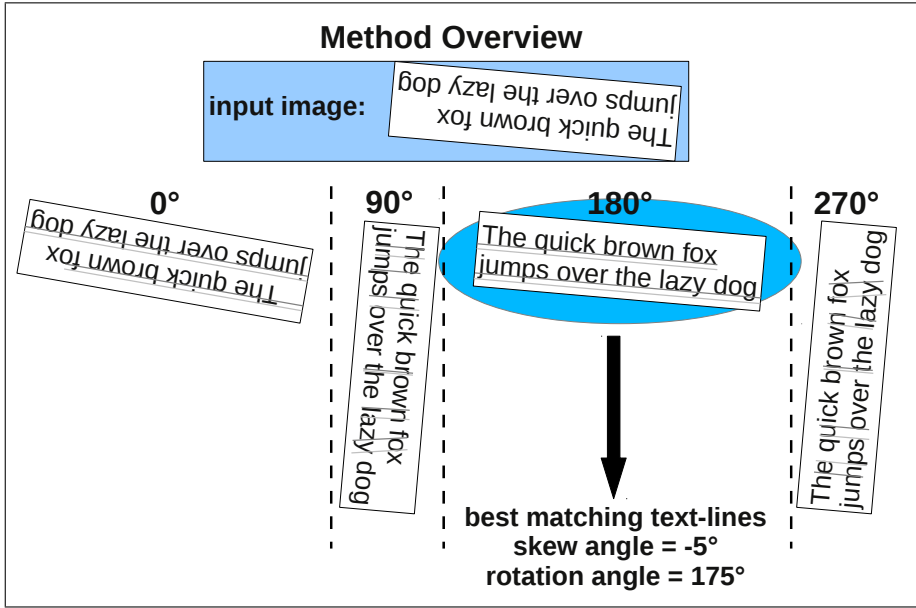 Method Overview
input image:
The quick brown fox
jumps over the lazy dog
0°
90°
180°
270°
The quick brown fox
jumps over the lazy dog
The quick brown fox
jumps over the lazy dog
The quick brown fox
jumps over the lazy dog
The quick brown fox
jumps over the lazy dog
best matching text-lines
skew angle = -5°
rotation angle = 175°